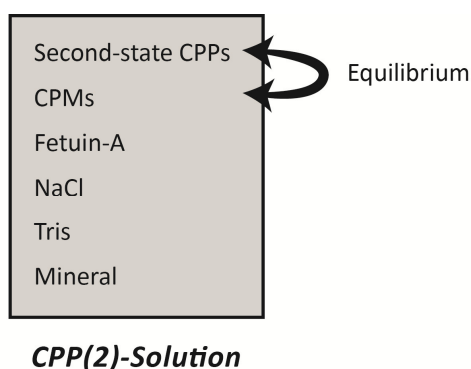 Second-state CPPs
Equilibrium
CPMs
Fetuin-A
NaCl
Tris
Mineral
CPP(2)-Solution